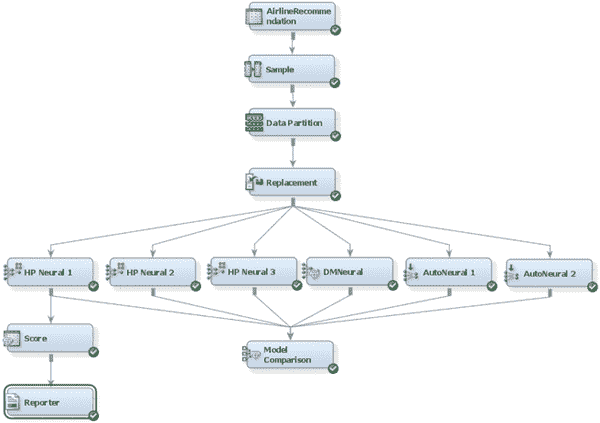 AirlineRecomme
ndation
Sample
Data Partition
Replacement
HP Neural 1
HP Neural 2
HP Neural 3
DMNeural
AutoNeural 1
AutoNeural 2
Score
Model
Comparison
Reporter